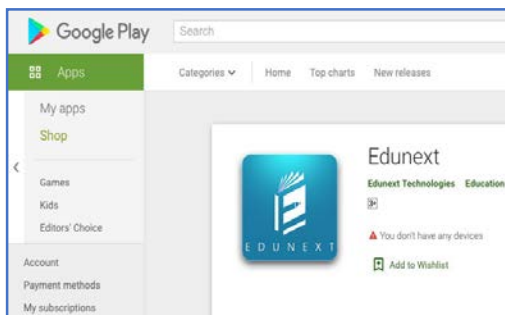 Google Play
Search
Apps
Categories
Home
Top charts
New releases
My apps
Shop
Games
Kids
Editors' Choice
Account
Payment methods
My subscriptions
EDUNEXT
Edunext
Edunext Technologies Education
3+
You don't have any devices
Add to Wishlist